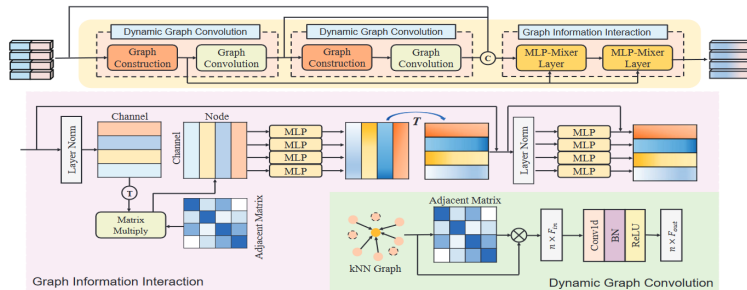 Dynamic Graph Convolution
Dynamic Graph Convolution
Graph Information Interaction
Graph
Construction
Graph
Convolution
Graph
Construction
Graph
Convolution
C
MLP-Mixer
Layer
MLP-Mixer
Layer
Channel
Node
Layer Norm
Channel
MLP
MLP
MLP
MLP
T
Layer Norm
MLP
MLP
MLP
MLP
T
Matrix
Multiply
Adjacent Matrix
Graph Information Interaction
Adjacent Matrix
kNN Graph
n × F_in
Conv1d
BN
ReLU
n × F_out
Dynamic Graph Convolution